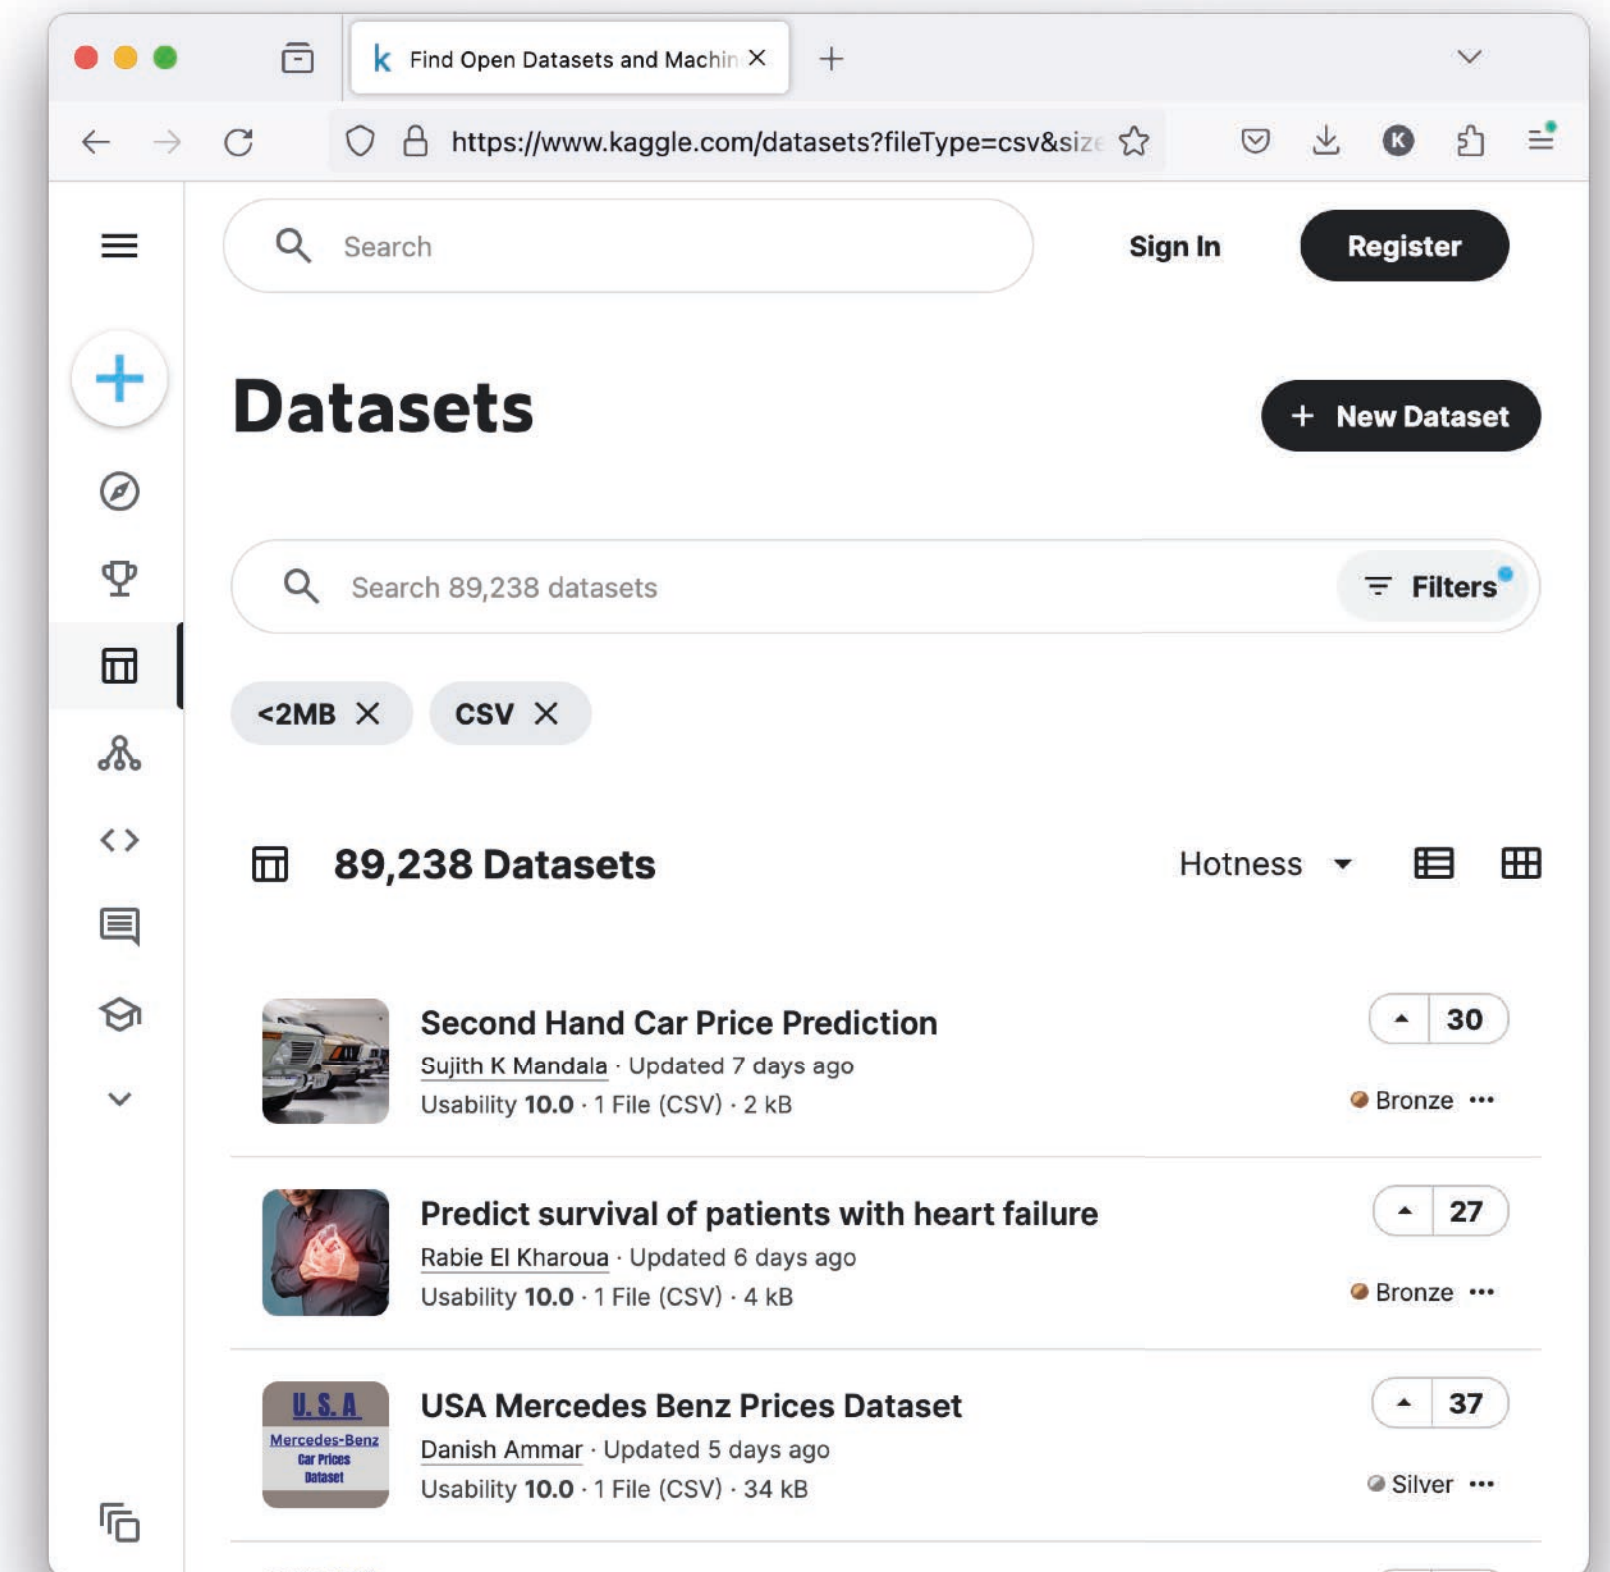 k Find Open Datasets and Machin
https://www.kaggle.com/datasets?fileType=csv&size
K
Search
Sign In
Register
Datasets
+ New Dataset
Search 89,238 datasets
Filters
<2MB
CSV
89,238 Datasets
Hotness
Second Hand Car Price Prediction
30
Sujith K Mandala · Updated 7 days ago
Usability 10.0 · 1 File (CSV) · 2 kB
Bronze
Predict survival of patients with heart failure
27
Rabie El Kharoua · Updated 6 days ago
Usability 10.0 · 1 File (CSV) · 4 kB
Bronze
U.S.A
Mercedes-Benz
Car Prices
Dataset
USA Mercedes Benz Prices Dataset
37
Danish Ammar · Updated 5 days ago
Usability 10.0 · 1 File (CSV) · 34 kB
Silver